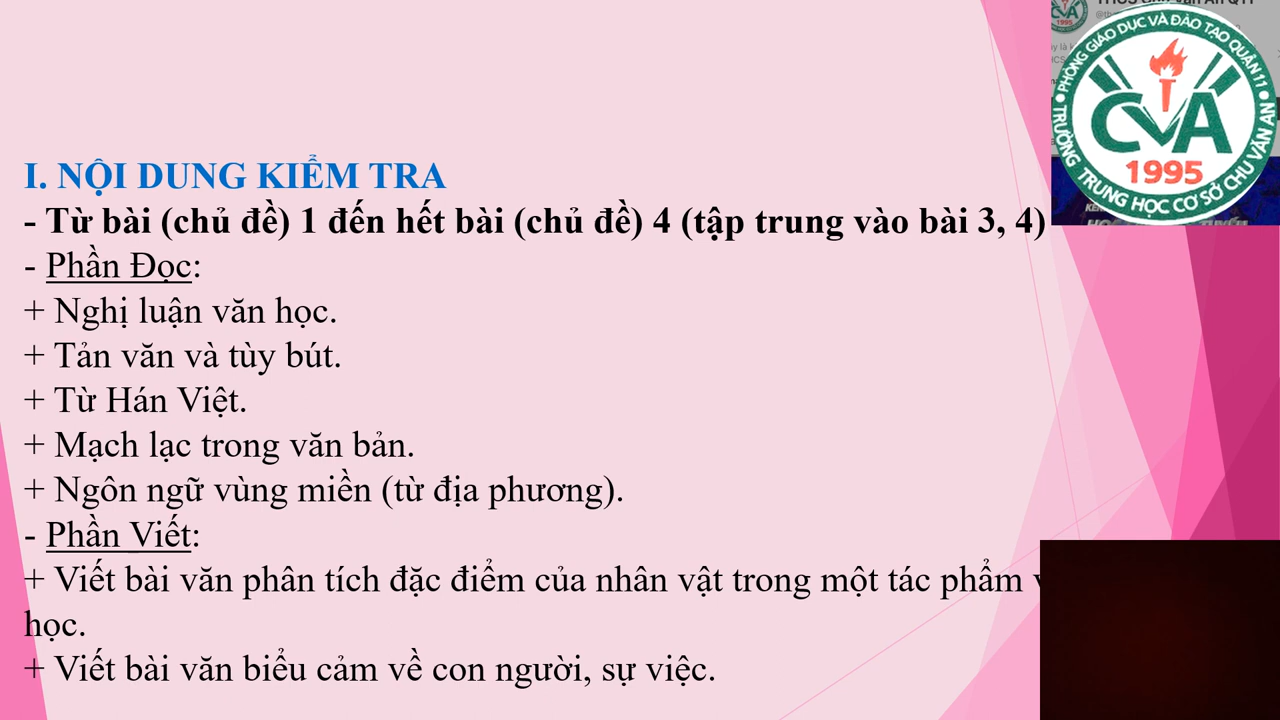 I. NỘI DUNG KIỂM TRA
- Từ bài (chủ đề) 1 đến hết bài (chủ đề) 4 (tập trung vào bài 3, 4)
- Phần Đọc:
+ Nghị luận văn học.
+ Tản văn và tùy bút.
+ Từ Hán Việt.
+ Mạch lạc trong văn bản.
+ Ngôn ngữ vùng miền (từ địa phương).
- Phần Viết:
+ Viết bài văn phân tích đặc điểm của nhân vật trong một tác phẩm
học.
+ Viết bài văn biểu cảm về con người, sự việc.
PHÒNG GIÁO DỤC VÀ ĐÀO TẠO QUẬN 11
CVA
1995
TRƯỜNG TRUNG HỌC CƠ SỞ CHU VĂN AN